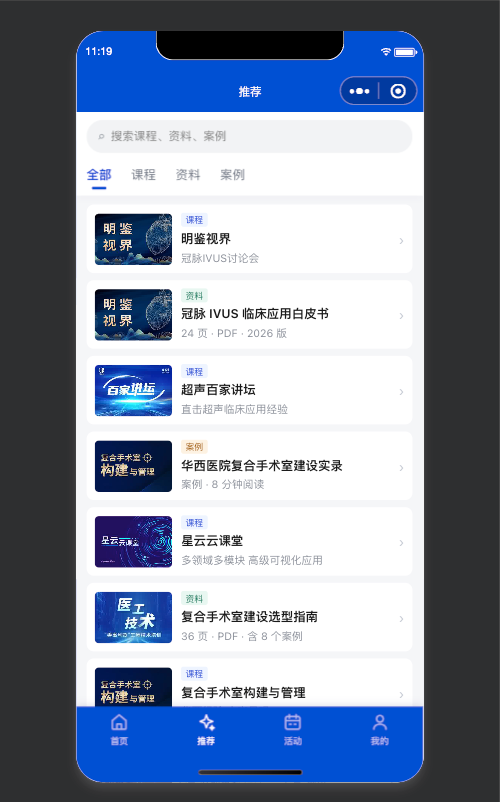 11:19
推荐
搜索课程、资料、案例
全部 课程 资料 案例
明鉴
视界
课程
明鉴视界
冠脉IVUS讨论会
明鉴
视界
资料
冠脉 IVUS 临床应用白皮书
24 页 · PDF · 2026 版
百家讲坛
课程
超声百家讲坛
直击超声临床应用经验
复合手术室
构建与管理
案例
华西医院复合手术室建设实录
案例 · 8 分钟阅读
星云云课堂
课程
星云云课堂
多领域多模块 高级可视化应用
医工
技术
资料
复合手术室建设选型指南
36 页 · PDF · 含 8 个案例
复合手术室
构建与管理
课程
复合手术室构建与管理
首页 推荐 活动 我的